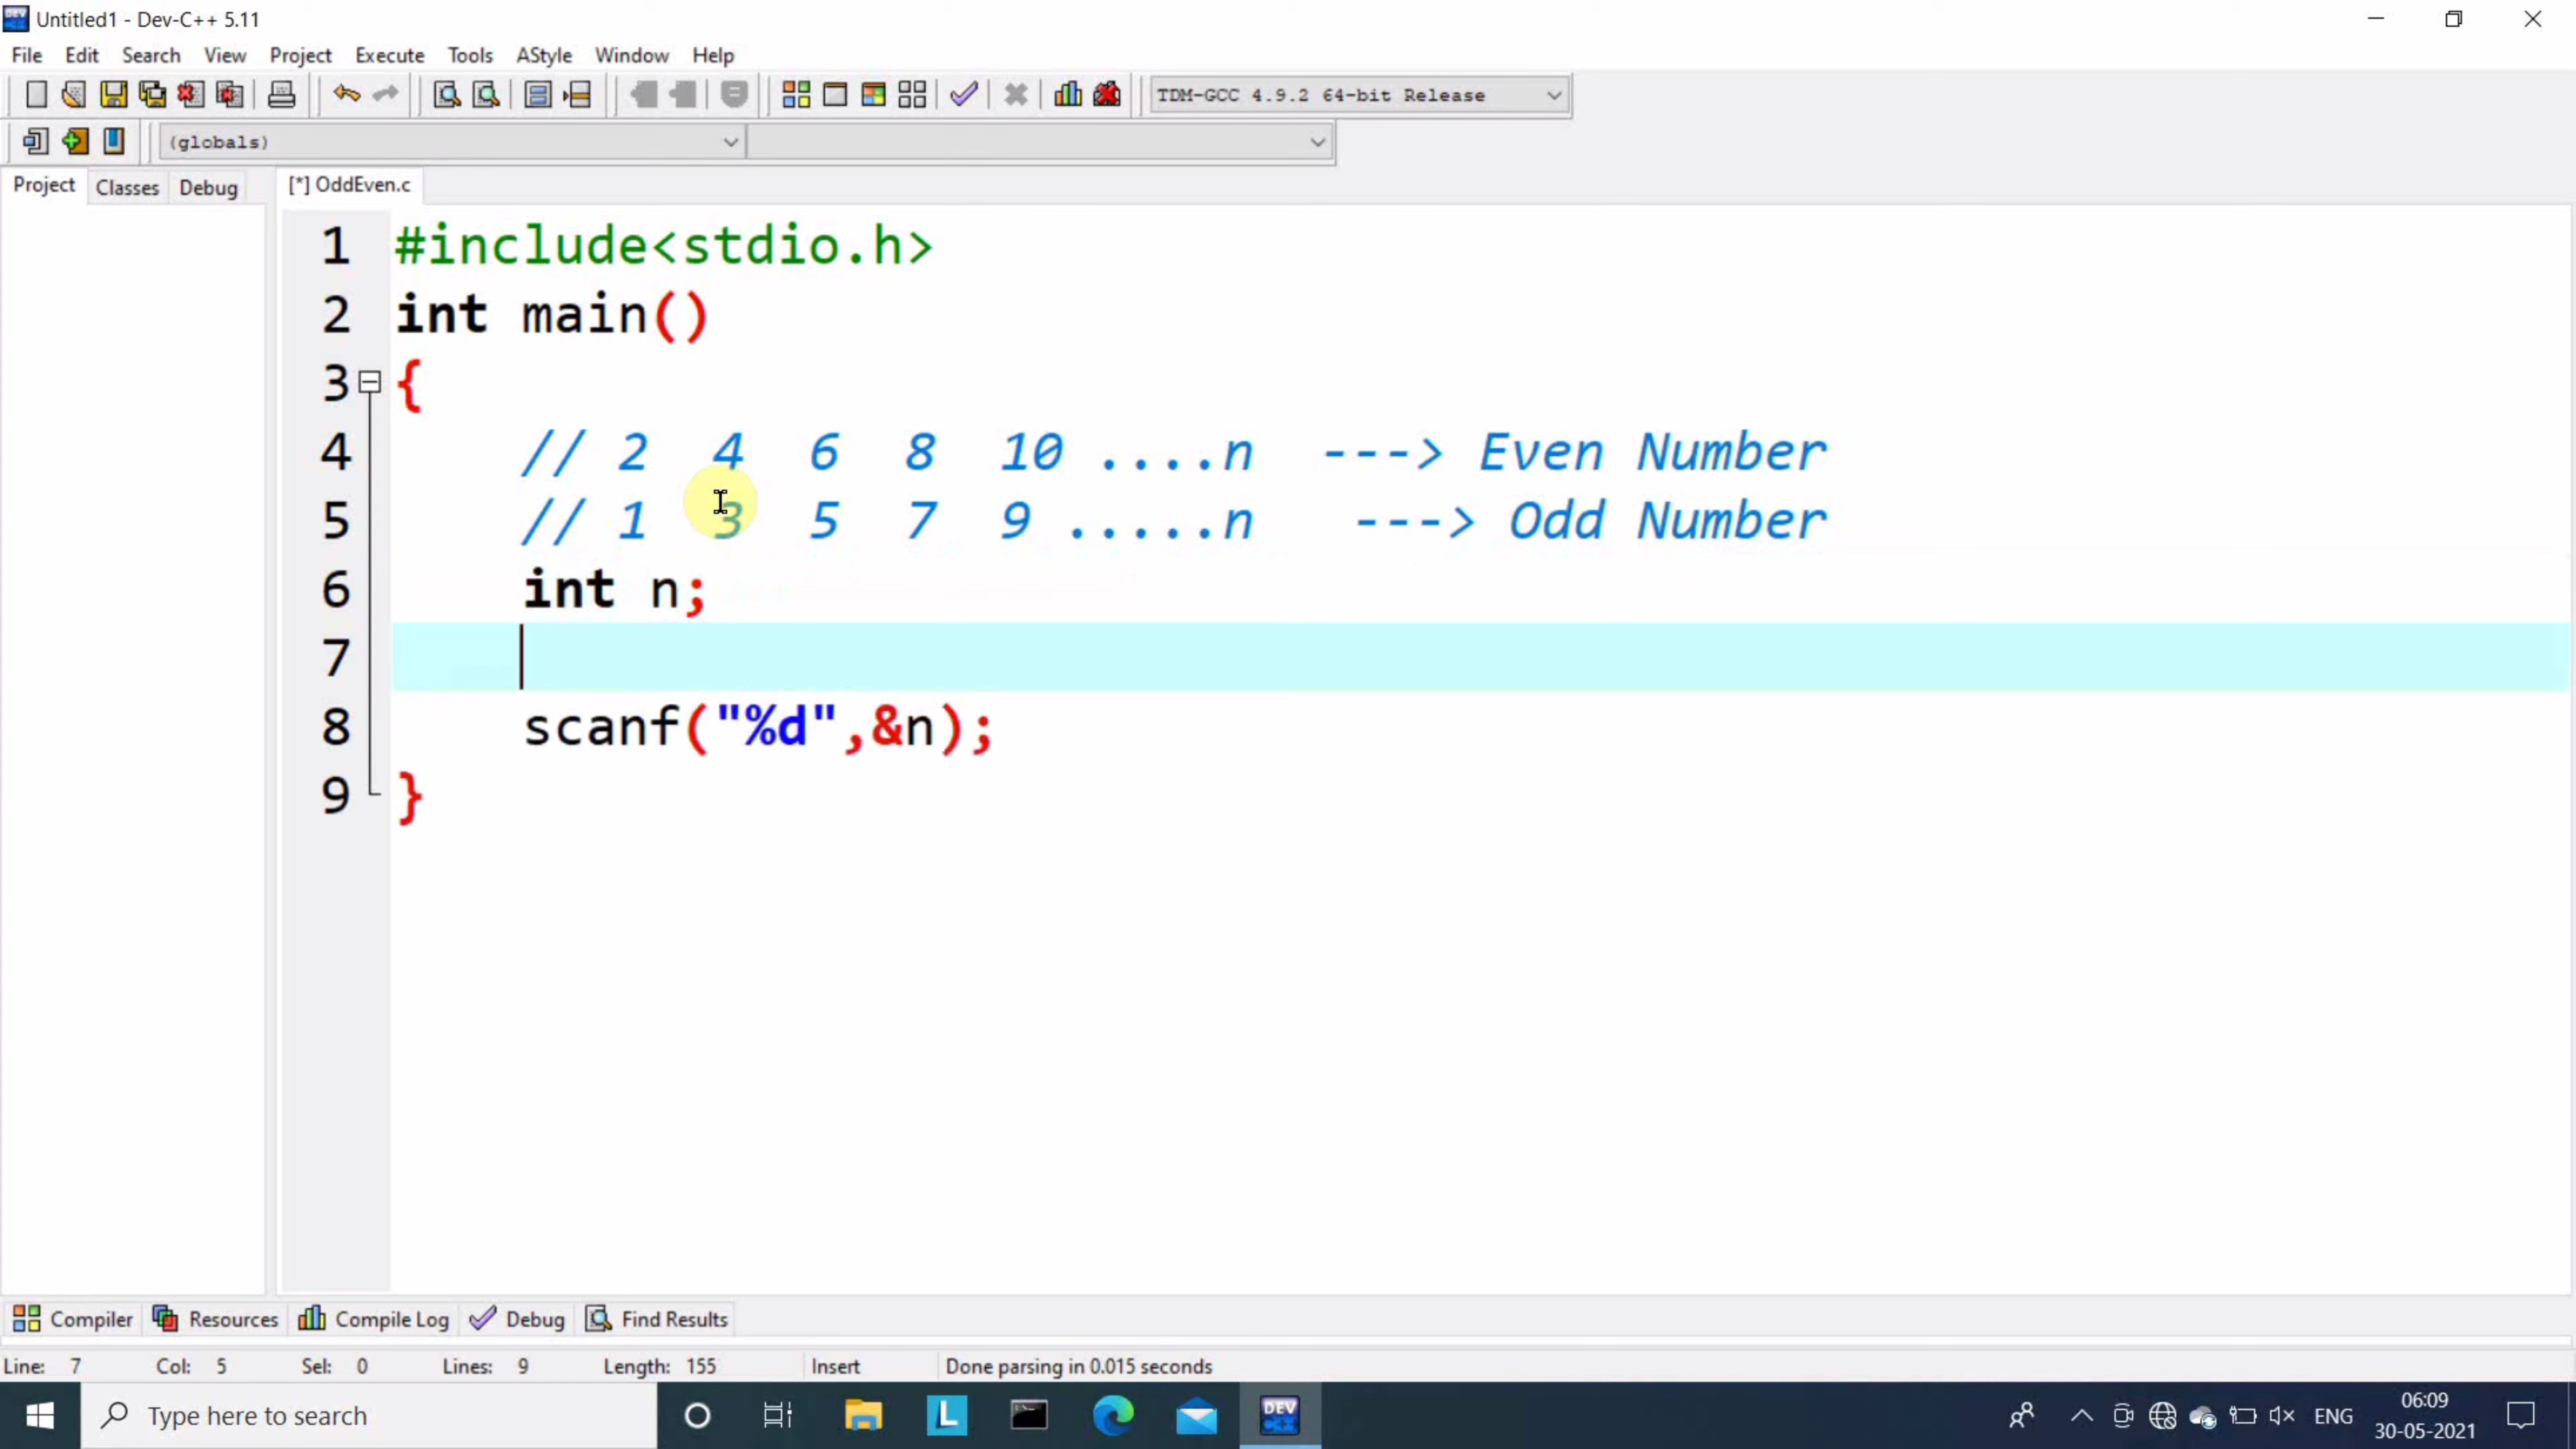 Untitled1 - Dev-C++ 5.11
File Edit Search View Project Execute Tools AStyle Window Help
TDM-GCC 4.9.2 64-bit Release
(globals)
Project Classes Debug [*] OddEven.c
1 #include<stdio.h>
2 int main()
3 {
4 // 2 4 6 8 10 ....n ---> Even Number
5 // 1 3 5 7 9 .....n ---> Odd Number
6 int n;
7
8 scanf("%d",&n);
9 }
Compiler Resources Compile Log Debug Find Results
Line: 7 Col: 5 Sel: 0 Lines: 9 Length: 155 Insert Done parsing in 0.015 seconds
Type here to search L DEV C++ ENG 06:09
30-05-2021